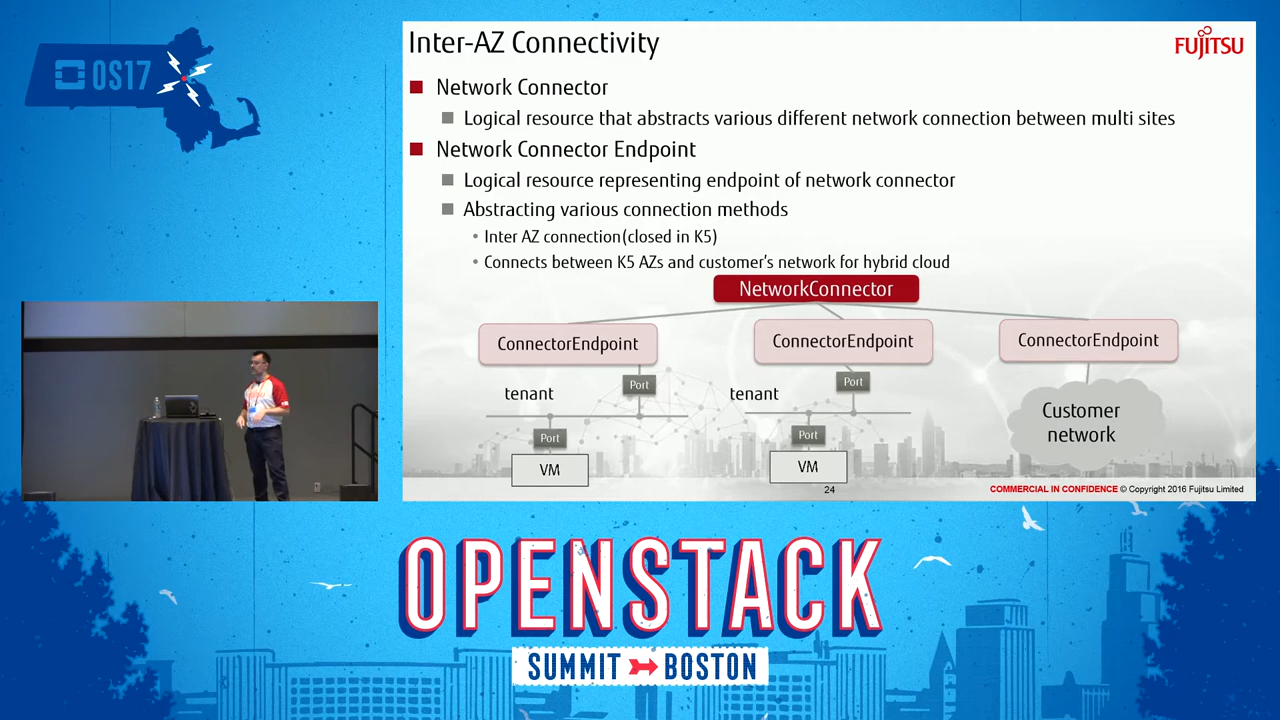 OS17
Inter-AZ Connectivity
FUJITSU
Network Connector
Logical resource that abstracts various different network connection between multi sites
Network Connector Endpoint
Logical resource representing endpoint of network connector
Abstracting various connection methods
• Inter AZ connection(closed in K5)
• Connects between K5 AZs and customer's network for hybrid cloud
NetworkConnector
ConnectorEndpoint
ConnectorEndpoint
ConnectorEndpoint
tenant
Port
tenant
Port
Customer
network
Port
Port
VM
VM
24
COMMERCIAL IN CONFIDENCE © Copyright 2016 Fujitsu Limited
OPENSTACK
SUMMIT BOSTON